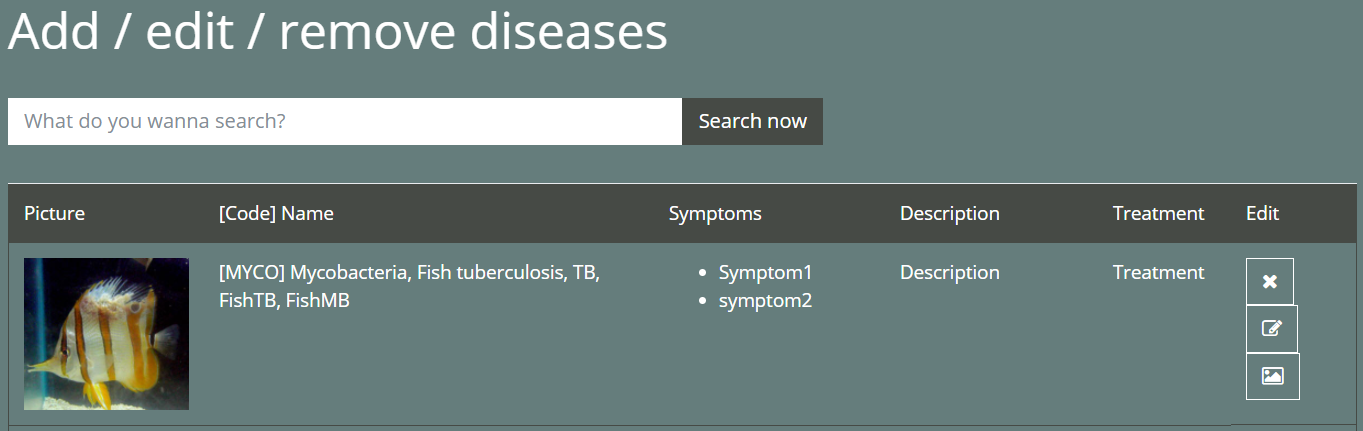 Add / edit / remove diseases
What do you wanna search?
Search now
Picture
[Code] Name
Symptoms
Description
Treatment
Edit
[MYCO] Mycobacteria, Fish tuberculosis, TB,
FishTB, FishMB
Symptom1
symptom2
Description
Treatment